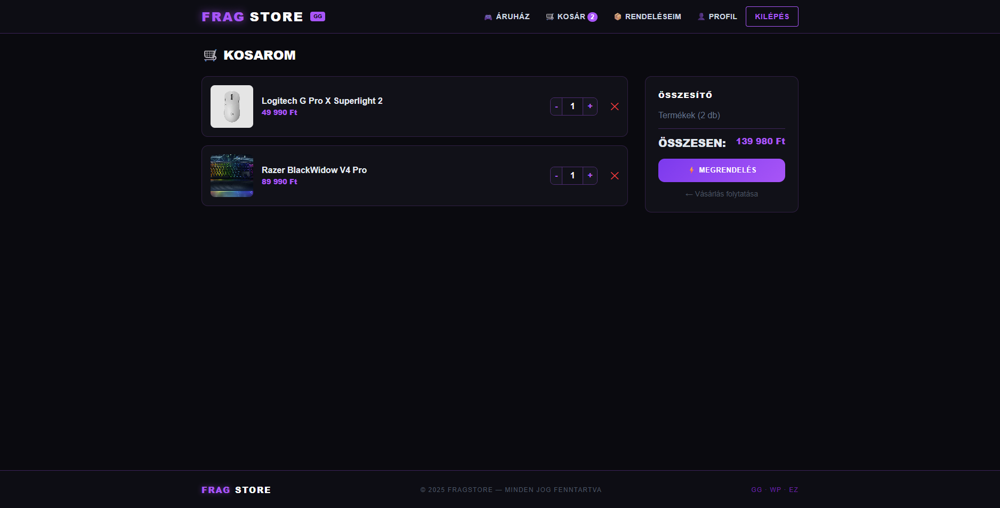 FRAG STORE GG
ÁRUHÁZ
KOSÁR 2
RENDELÉSEIM
PROFIL
KILÉPÉS
KOSAROM
Logitech G Pro X Superlight 2
49 990 Ft
- 1 +
Razer BlackWidow V4 Pro
89 990 Ft
- 1 +
ÖSSZESÍTŐ
Termékek (2 db)
ÖSSZESEN: 139 980 Ft
MEGRENDELÉS
← Vásárlás folytatása
FRAG STORE
© 2025 FRAGSTORE — MINDEN JOG FENNTARTVA
GG · WP · EZ